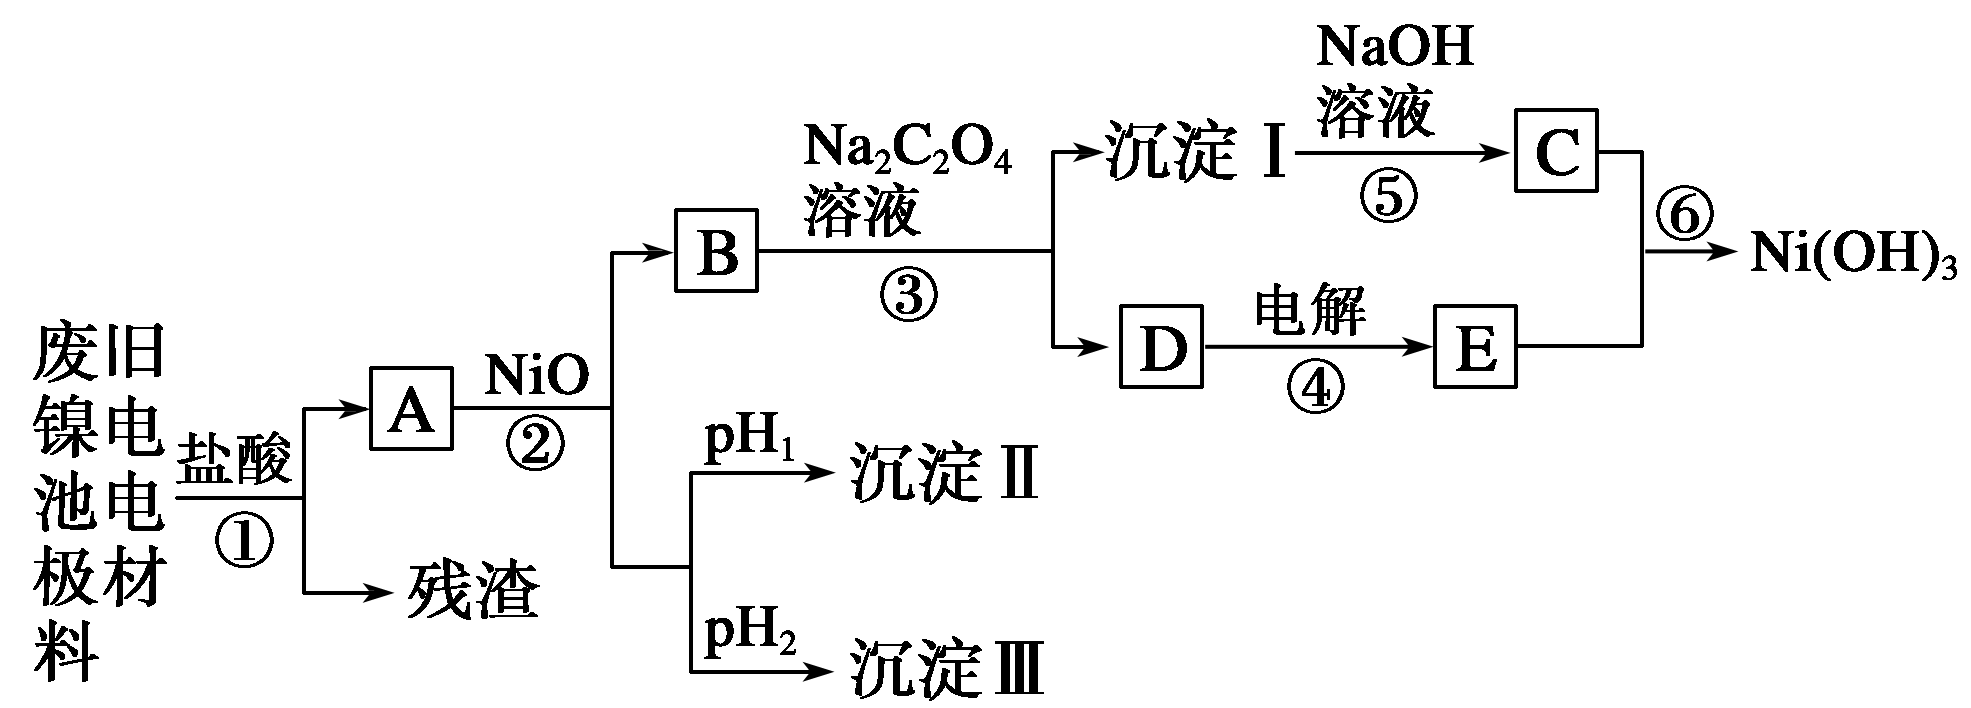 废旧
镍电
池电
极材
料
盐酸
①
A
残渣
NiO
②
B
pH₁
沉淀Ⅱ
pH₂
沉淀Ⅲ
Na₂C₂O₄
溶液
③
沉淀Ⅰ
NaOH
溶液
⑤
C
D
电解
④
E
⑥
Ni(OH)₃